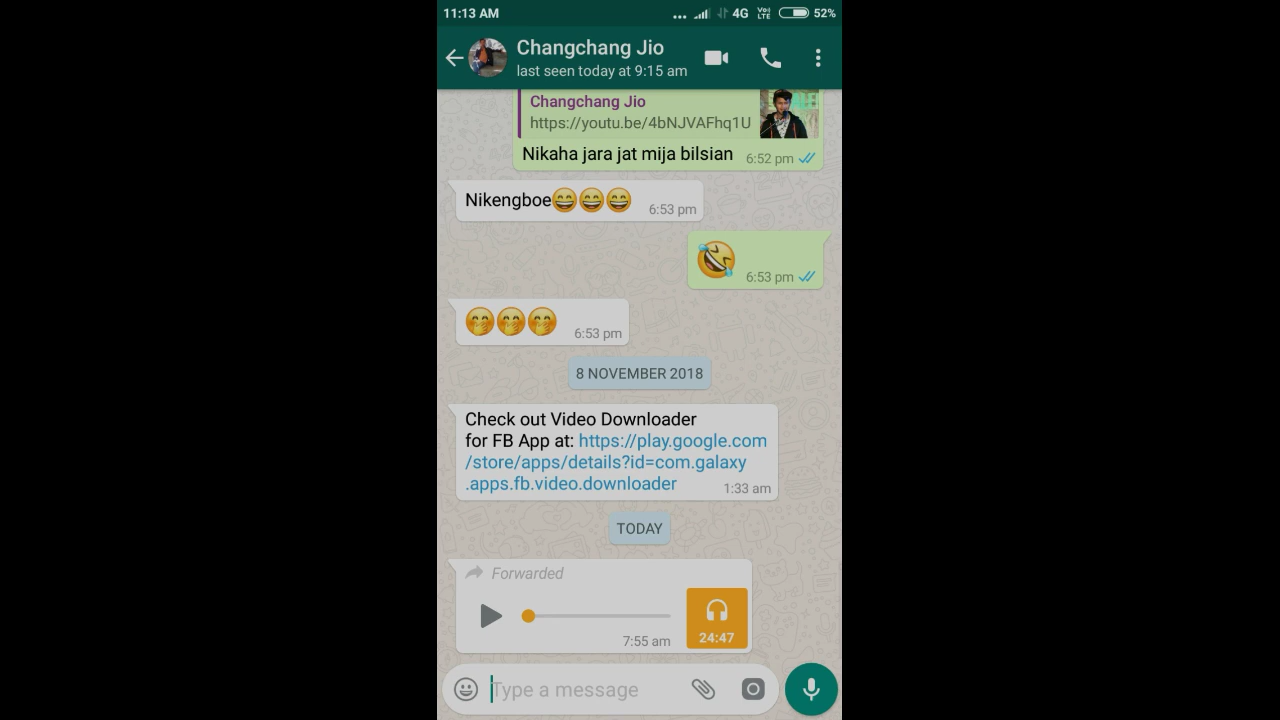 11:13 AM
4G
VoLTE
52%
Changchang Jio
last seen today at 9:15 am
Changchang Jio
https://youtu.be/4bNJVAFhq1U
Nikaha jara jat mija bilsian
6:52 pm
Nikengboe😄😄😄
6:53 pm
🤣
6:53 pm
🤭🤭🤭
6:53 pm
8 NOVEMBER 2018
Check out Video Downloader
for FB App at: https://play.google.com
/store/apps/details?id=com.galaxy
.apps.fb.video.downloader
1:33 am
TODAY
Forwarded
24:47
7:55 am
Type a message